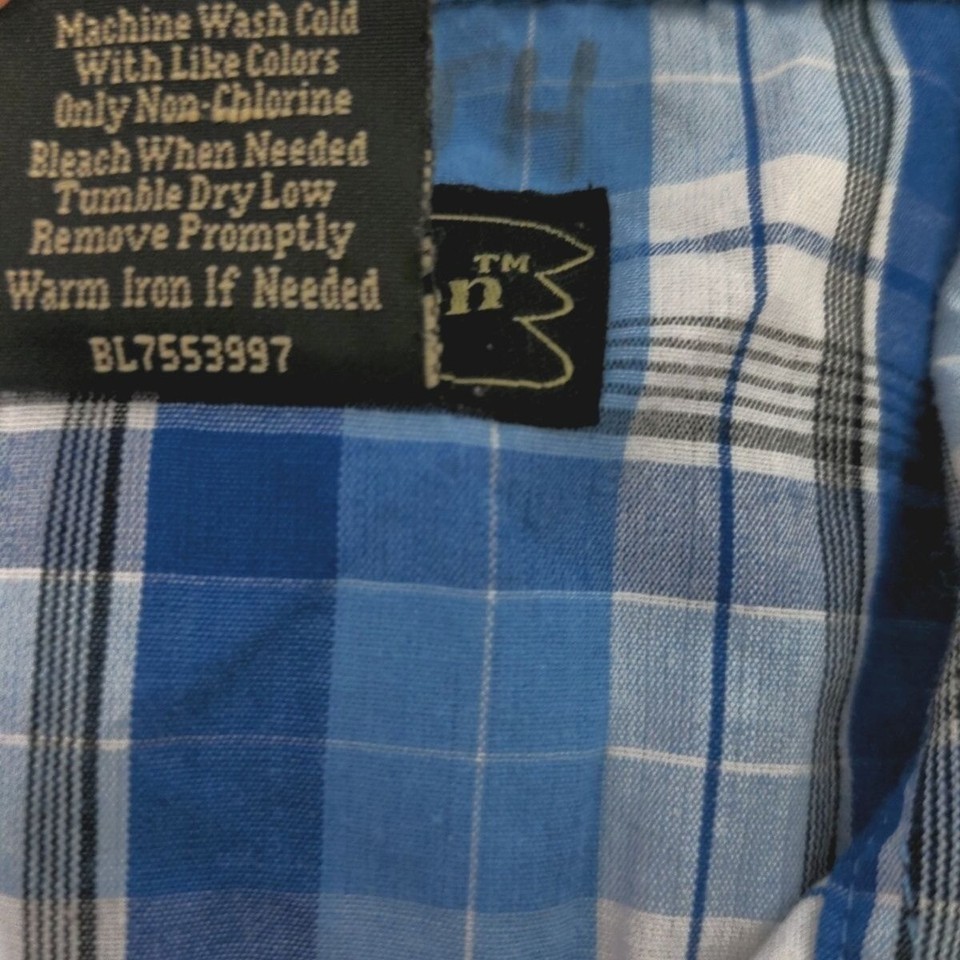 Machine Wash Cold
With Like Colors
Only Non-Chlorine
Bleach When Needed
Tumble Dry Low
Remove Promptly
Warm Iron If Needed
BL7553997
H
n™